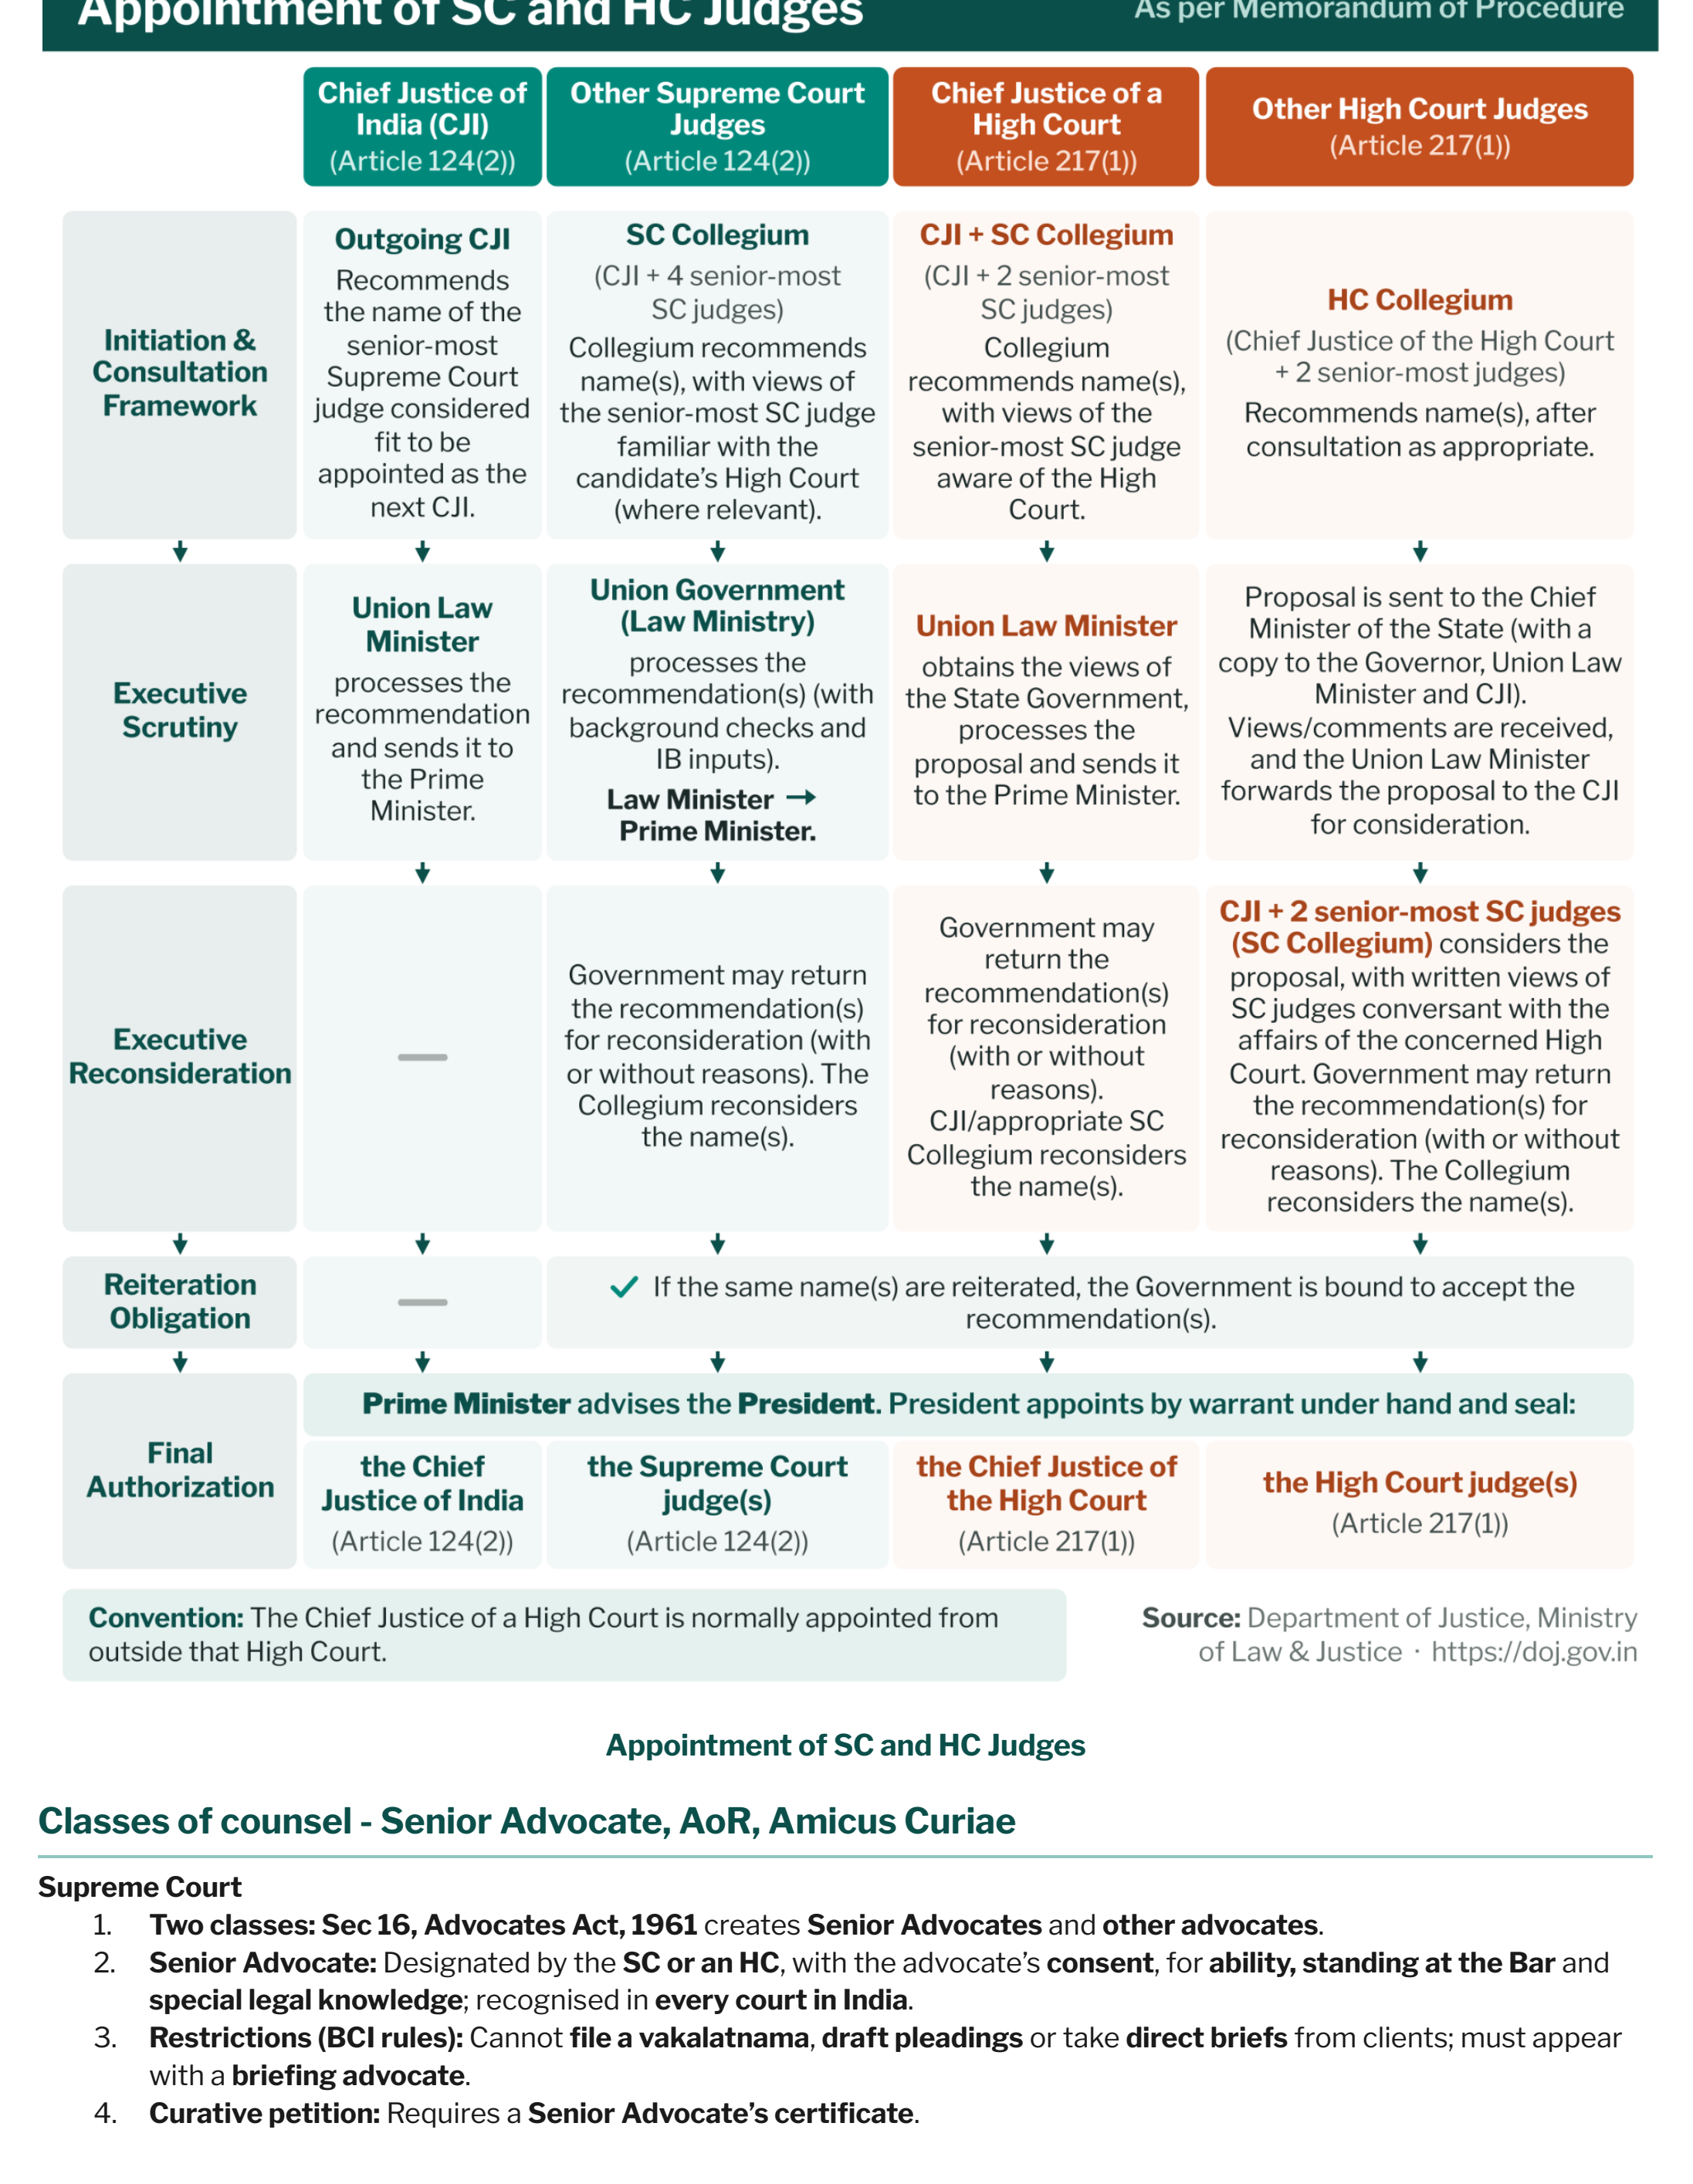 Appointment of SC and HC Judges
As per Memorandum of Procedure
Chief Justice of
India (CJI)
(Article 124(2))
Other Supreme Court
Judges
(Article 124(2))
Chief Justice of a
High Court
(Article 217(1))
Other High Court Judges
(Article 217(1))
Initiation &
Consultation
Framework
Outgoing CJI
Recommends
the name of the
senior-most
Supreme Court
judge considered
fit to be
appointed as the
next CJI.
SC Collegium
(CJI + 4 senior-most
SC judges)
Collegium recommends
name(s), with views of
the senior-most SC judge
familiar with the
candidate's High Court
(where relevant).
CJI + SC Collegium
(CJI + 2 senior-most
SC judges)
Collegium
recommends name(s),
with views of the
senior-most SC judge
aware of the High
Court.
HC Collegium
(Chief Justice of the High Court
+ 2 senior-most judges)
Recommends name(s), after
consultation as appropriate.
Executive
Scrutiny
Union Law
Minister
processes the
recommendation
and sends it to
the Prime
Minister.
Union Government
(Law Ministry)
processes the
recommendation(s) (with
background checks and
IB inputs).
Law Minister →
Prime Minister.
Union Law Minister
obtains the views of
the State Government,
processes the
proposal and sends it
to the Prime Minister.
Proposal is sent to the Chief
Minister of the State (with a
copy to the Governor, Union Law
Minister and CJI).
Views/comments are received,
and the Union Law Minister
forwards the proposal to the CJI
for consideration.
Executive
Reconsideration
—
Government may return
the recommendation(s)
for reconsideration (with
or without reasons). The
Collegium reconsiders
the name(s).
Government may
return the
recommendation(s)
for reconsideration
(with or without
reasons).
CJI/appropriate SC
Collegium reconsiders
the name(s).
CJI + 2 senior-most SC judges
(SC Collegium) considers the
proposal, with written views of
SC judges conversant with the
affairs of the concerned High
Court. Government may return
the recommendation(s) for
reconsideration (with or without
reasons). The Collegium
reconsiders the name(s).
Reiteration
Obligation
—
✓ If the same name(s) are reiterated, the Government is bound to accept the
recommendation(s).
Final
Authorization
Prime Minister advises the President. President appoints by warrant under hand and seal:
the Chief
Justice of India
(Article 124(2))
the Supreme Court
judge(s)
(Article 124(2))
the Chief Justice of
the High Court
(Article 217(1))
the High Court judge(s)
(Article 217(1))
Convention: The Chief Justice of a High Court is normally appointed from
outside that High Court.
Source: Department of Justice, Ministry
of Law & Justice · https://doj.gov.in
Appointment of SC and HC Judges
Classes of counsel - Senior Advocate, AoR, Amicus Curiae
Supreme Court
1. Two classes: Sec 16, Advocates Act, 1961 creates Senior Advocates and other advocates.
2. Senior Advocate: Designated by the SC or an HC, with the advocate's consent, for ability, standing at the Bar and
special legal knowledge; recognised in every court in India.
3. Restrictions (BCI rules): Cannot file a vakalatnama, draft pleadings or take direct briefs from clients; must appear
with a briefing advocate.
4. Curative petition: Requires a Senior Advocate's certificate.